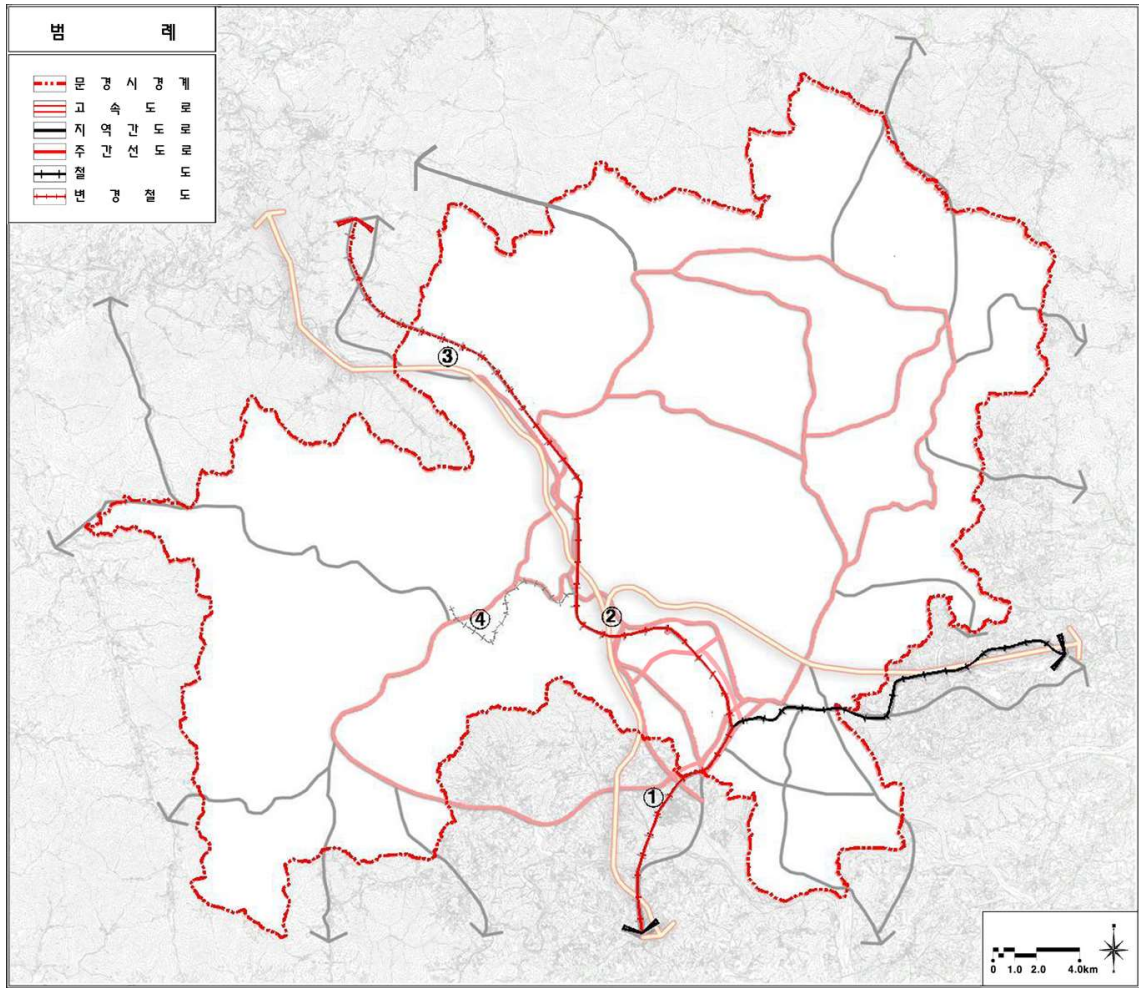 범 례
문 경 시 경 계
고 속 도 로
지 역 간 도 로
주 간 선 도 로
철 도
변 경 철 도
③
②
④
①
0 1.0 2.0 4.0km